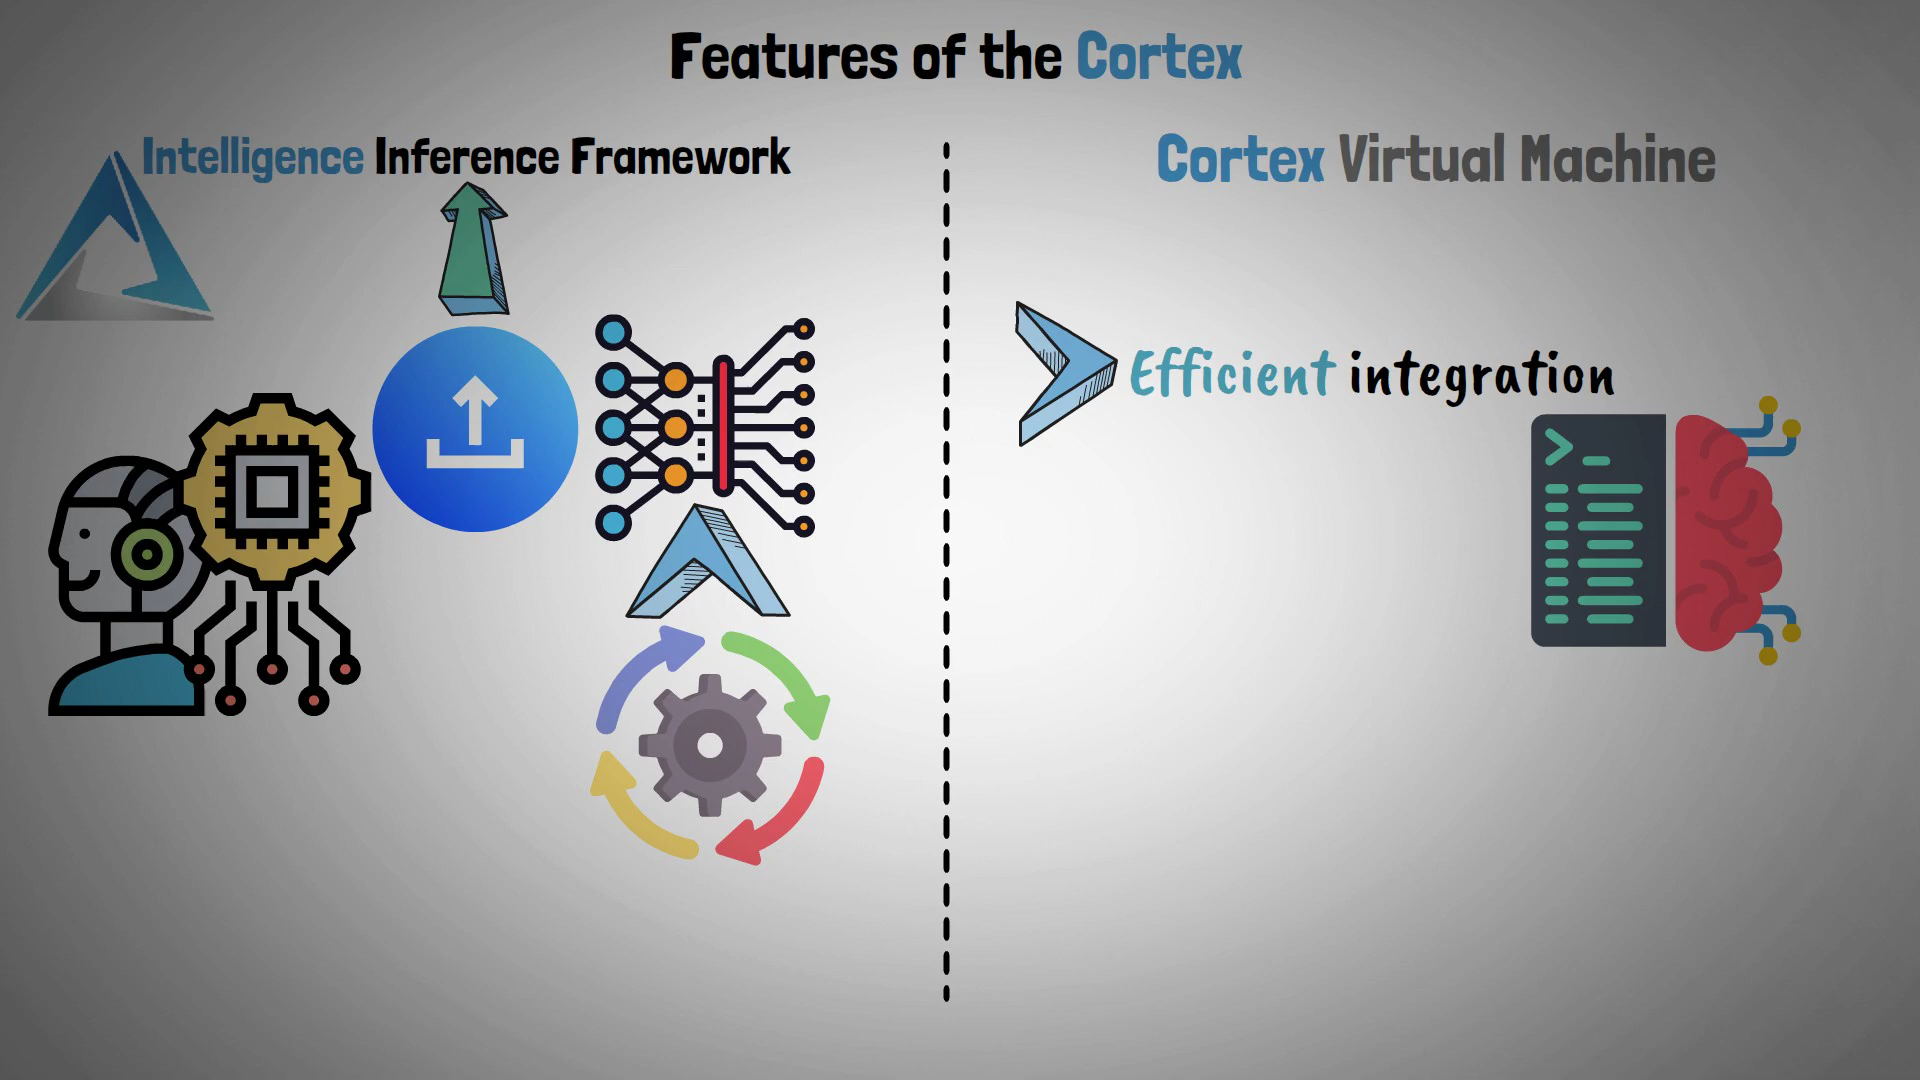 Features of the Cortex
Intelligence Inference Framework
Cortex Virtual Machine
Efficient integration